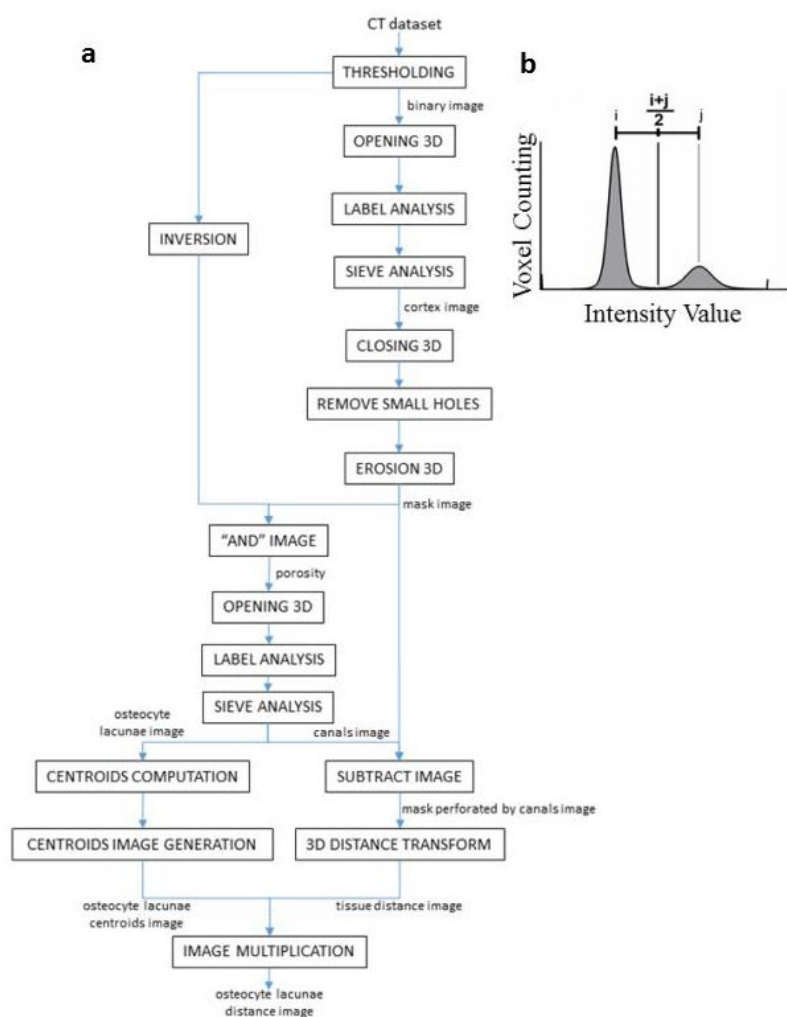 a
CT dataset
THRESHOLDING
binary image
OPENING 3D
LABEL ANALYSIS
INVERSION
SIEVE ANALYSIS
cortex image
CLOSING 3D
REMOVE SMALL HOLES
EROSION 3D
mask image
“AND” IMAGE
porosity
OPENING 3D
LABEL ANALYSIS
SIEVE ANALYSIS
osteocyte
lacunae image
canals image
CENTROIDS COMPUTATION
SUBTRACT IMAGE
mask perforated by canals image
CENTROIDS IMAGE GENERATION
3D DISTANCE TRANSFORM
osteocyte lacunae
centroids image
tissue distance image
IMAGE MULTIPLICATION
osteocyte lacunae
distance image
b
i
i+j
2
j
Voxel Counting
Intensity Value